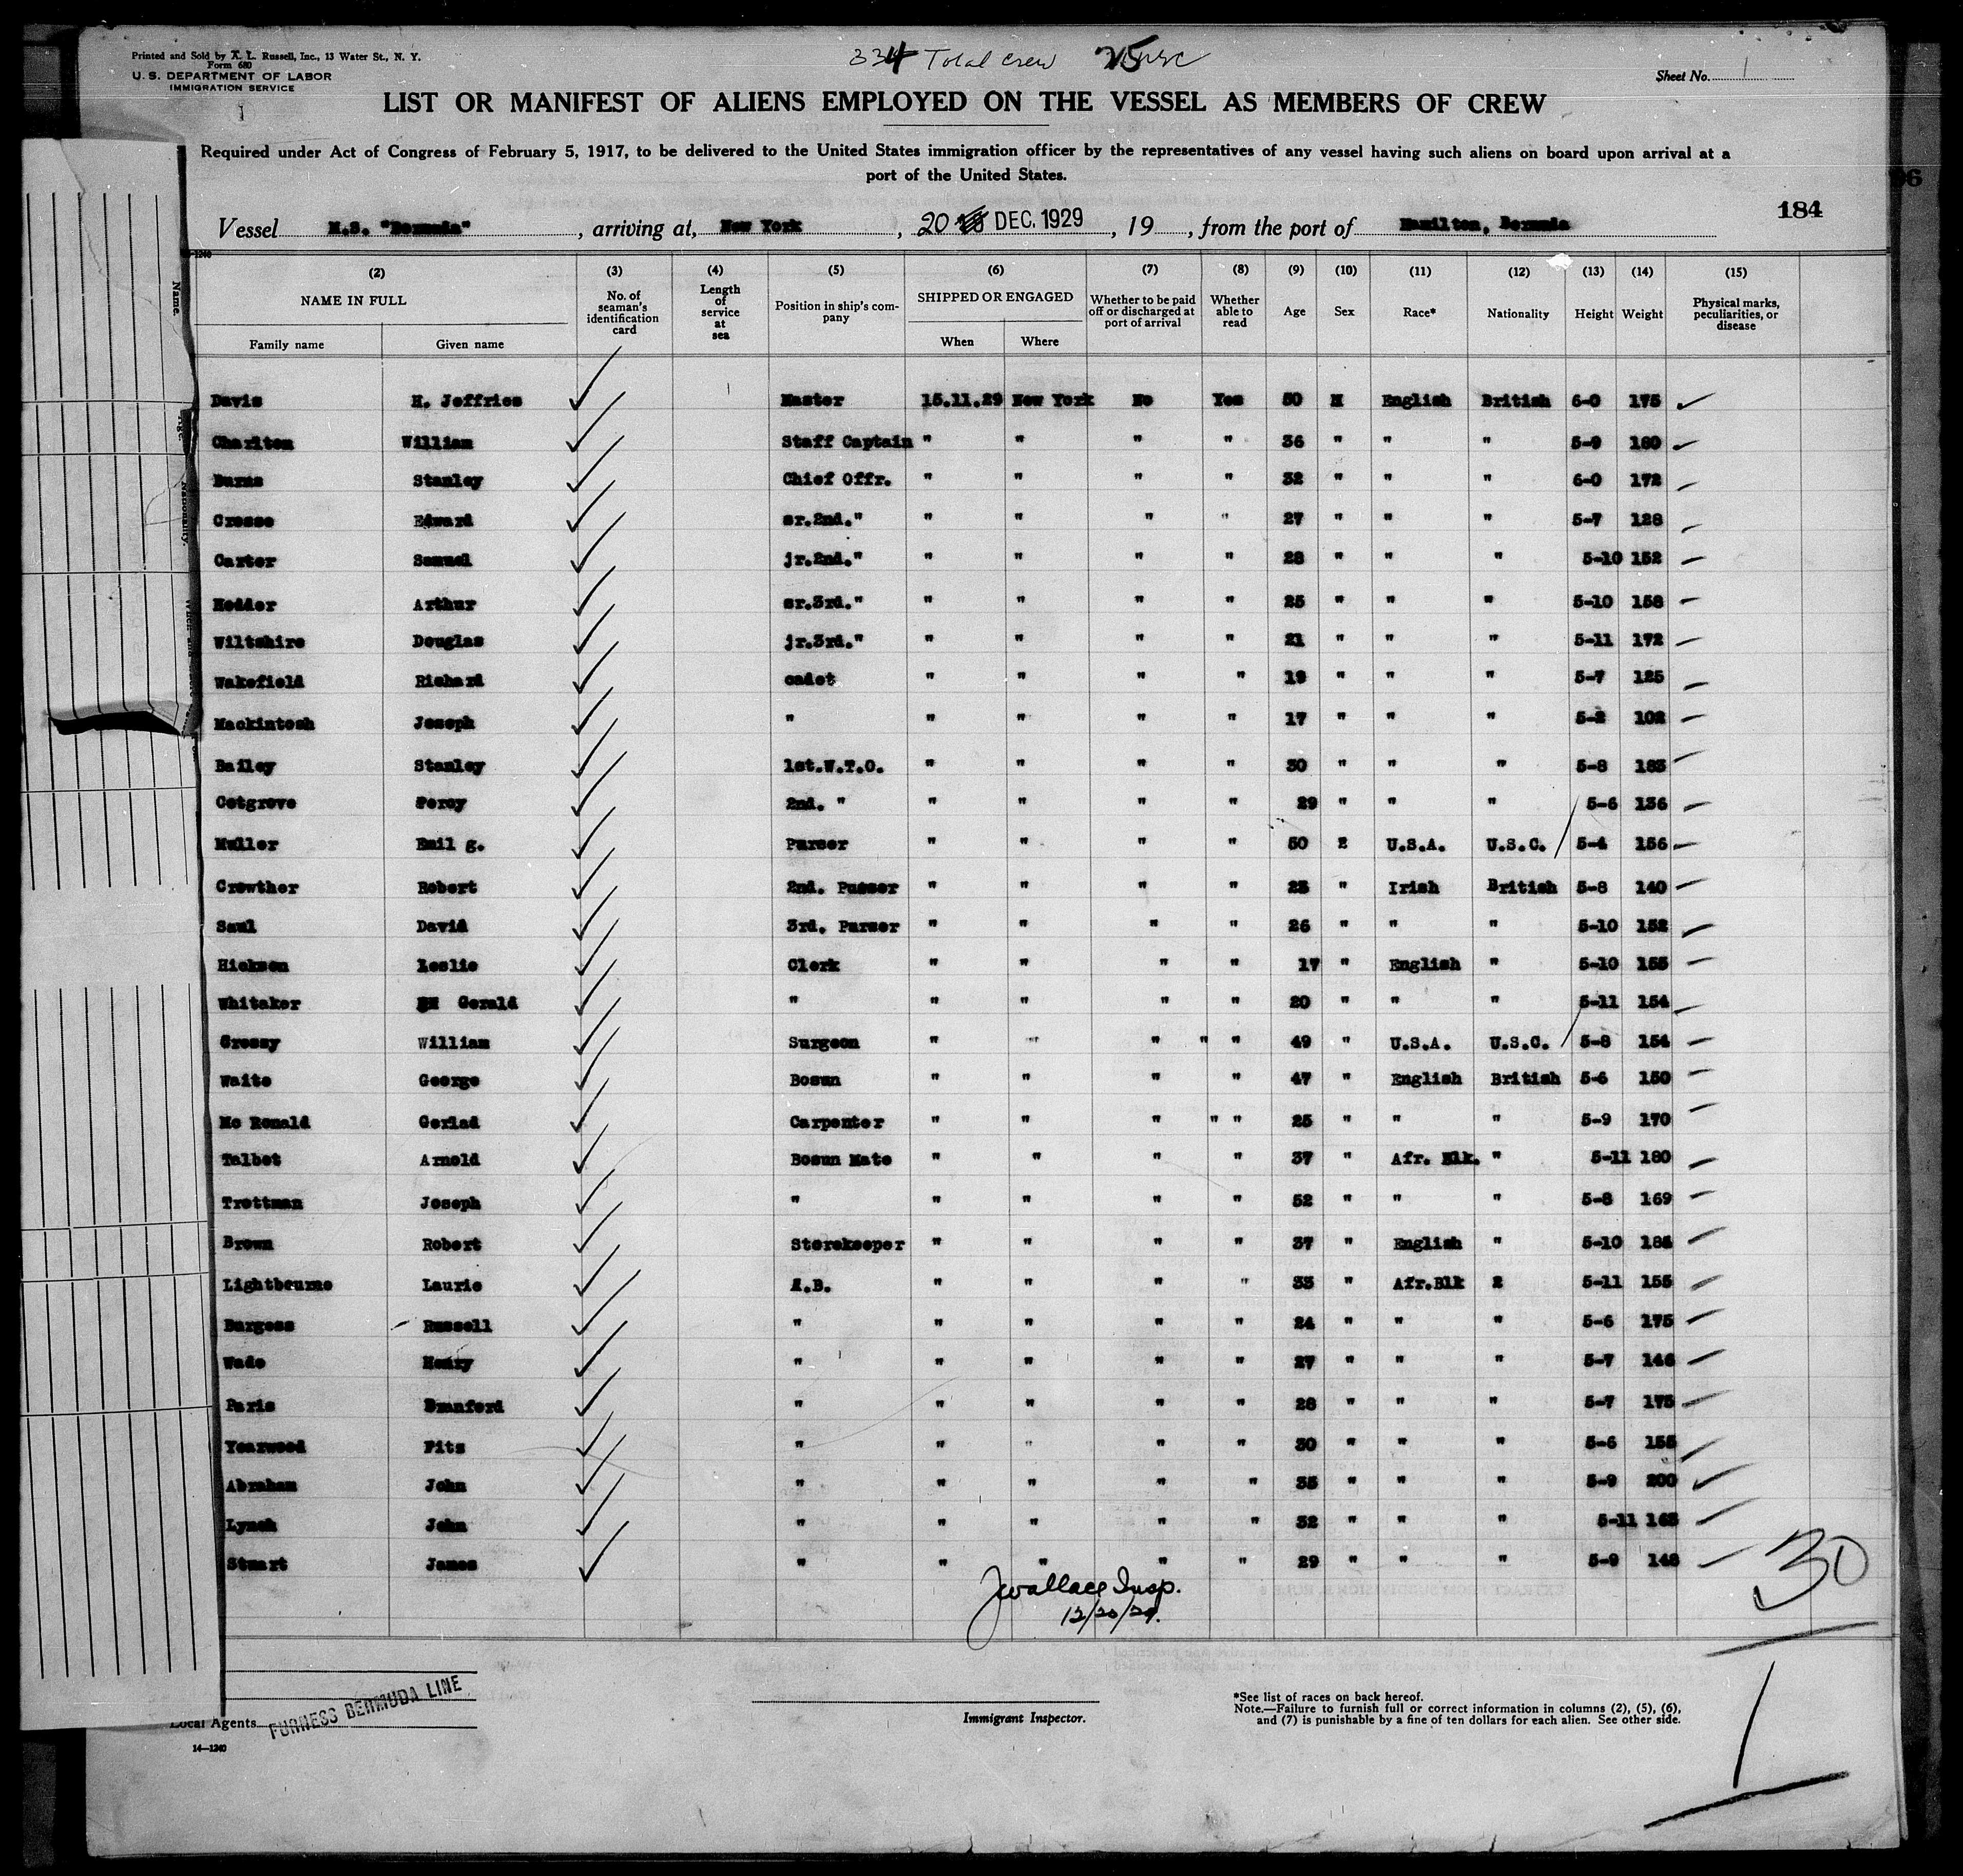 Printed and Sold by A. L. Russell, Inc., 13 Water St., N. Y.
Form 680
U. S. DEPARTMENT OF LABOR
IMMIGRATION SERVICE
334 Total Crew 25
Sheet No. 1
LIST OR MANIFEST OF ALIENS EMPLOYED ON THE VESSEL AS MEMBERS OF CREW
Required under Act of Congress of February 5, 1917, to be delivered to the United States immigration officer by the representatives of any vessel having such aliens on board upon arrival at a
port of the United States.
184
Vessel M.S. "Bermuda", arriving at, New York, 20 DEC. 1929, 19, from the port of Hamilton, Bermuda
(2) (3) (4) (5) (6) (7) (8) (9) (10) (11) (12) (13) (14) (15)
NAME IN FULL No. of seaman's identification card Length of service at sea Position in ship's company SHIPPED OR ENGAGED Whether to be paid off or discharged at port of arrival Whether able to read Age Sex Race* Nationality Height Weight Physical marks, peculiarities, or disease
Family name Given name When Where
Davis H. Jeffries Master 15.11.29 New York No Yes 50 M English British 6-0 175
Charlton William Staff Captain " " " " 36 " " " 5-9 180
Burns Stanley Chief Offr. " " " " 32 " " " 6-0 172
Crosse Edward sr.2nd." " " " " 27 " " " 5-7 128
Carter Samuel jr.2nd." " " " " 28 " " " 5-10 152
Hodder Arthur sr.3rd." " " " " 25 " " " 5-10 158
Wiltshire Douglas jr.3rd." " " " " 21 " " " 5-11 172
Wakefield Richard cadet " " " " 19 " " " 5-7 125
Mackintosh Joseph " " " " " 17 " " " 5-2 102
Bailey Stanley 1st.W.T.O. " " " " 30 " " " 5-8 183
Cotgrove Percy 2nd. " " " " " 29 " " " 5-6 136
Muller Emil g. Purser " " " " 50 2 U.S.A. U.S.C. 5-4 156
Crowther Robert 2nd. Purser " " " " 23 " Irish British 5-8 140
Saul David 3rd. Purser " " " " 26 " " " 5-10 152
Hickson Leslie Clerk " " " " 17 " English " 5-10 155
Whitaker Gerald " " " " " 20 " " " 5-11 154
Gressy William Surgeon " " " " " 49 " U.S.A. U.S.C. 5-8 154
Waite George Bosun " " " " 47 " English British 5-6 150
Mc Ronald Gerlad Carpenter " " " " " 25 " " " 5-9 170
Talbot Arnold Bosun Mate " " " " 37 " Afr. Blk. " 5-11 180
Trottman Joseph " " " " " 52 " " " 5-8 169
Brown Robert Storekeeper " " " " 37 " English " 5-10 186
Lightbourne Laurie A.B. " " " " 33 " Afr.Blk 2 5-11 155
Burgess Russell " " " " " 24 " " " 5-6 175
Wade Henry " " " " " 27 " " " 5-7 146
Paris Branford " " " " " 28 " " " 5-7 175
Yearwood Fitz " " " " " 30 " " " 5-6 155
Abraham John " " " " " 35 " " " 5-9 200
Lynch John " " " " " 32 " " " 5-11 163
Stuart James " " " " " 29 " " " 5-9 148
30
JWallace Insp.
12/20/29.
1
Local Agents FURNESS BERMUDA LINE
Immigrant Inspector.
*See list of races on back hereof.
Note.—Failure to furnish full or correct information in columns (2), (5), (6),
and (7) is punishable by a fine of ten dollars for each alien. See other side.
14—1240